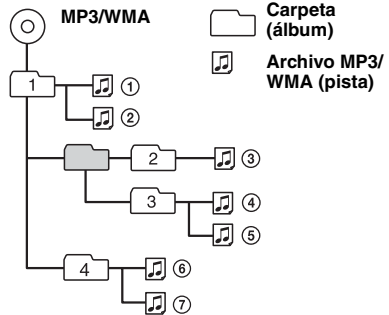 MP3/WMA
Carpeta
(álbum)
Archivo MP3/
WMA (pista)
1
①
②
2
③
3
④
⑤
4
⑥
⑦